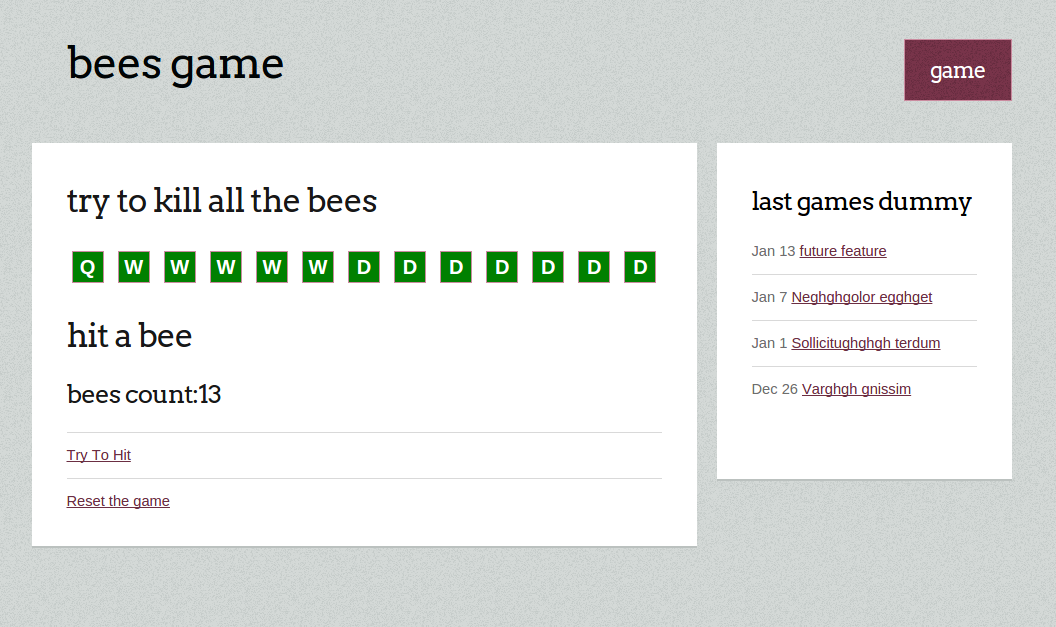 bees game
game
try to kill all the bees
Q W W W W W D D D D D D D
hit a bee
bees count:13
Try To Hit
Reset the game
last games dummy
Jan 13 future feature
Jan 7 Neghghgolor egghget
Jan 1 Sollicitughghgh terdum
Dec 26 Varghgh gnissim